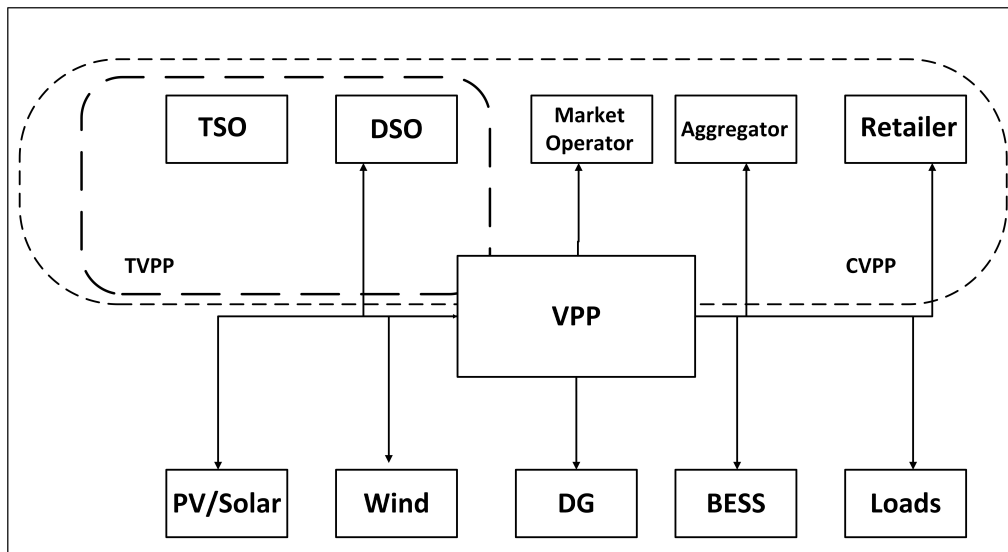 TSO
DSO
Market
Operator
Aggregator
Retailer
TVPP
CVPP
VPP
PV/Solar
Wind
DG
BESS
Loads